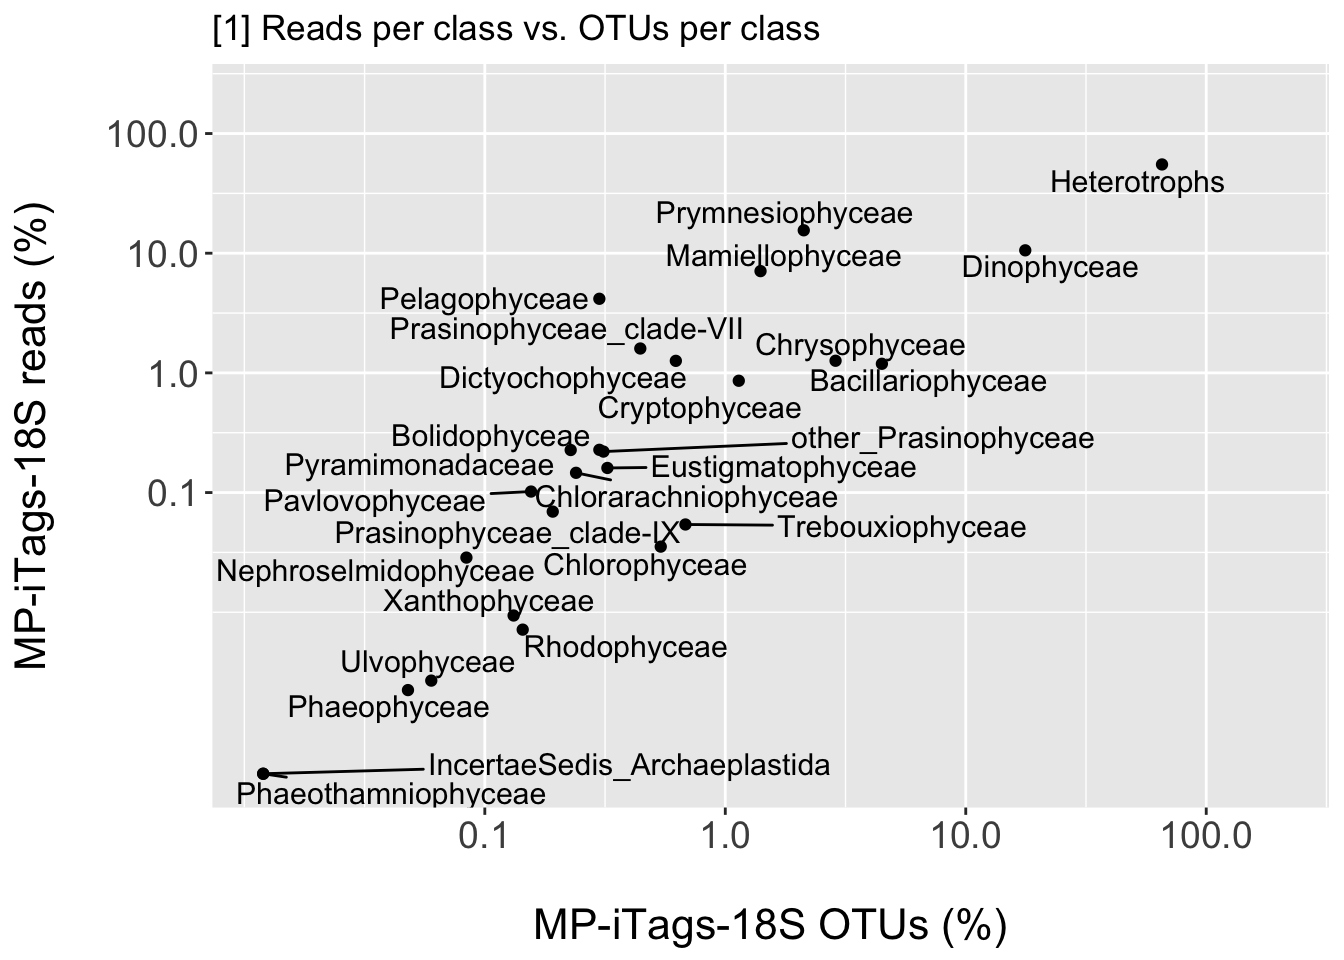 [1] Reads per class vs. OTUs per class
MP-iTags-18S reads (%)
100.0
10.0
1.0
0.1
Heterotrophs
Prymnesiophyceae
Mamiellophyceae
Dinophyceae
Pelagophyceae
Prasinophyceae_clade-VII
Chrysophyceae
Dictyochophyceae
Bacillariophyceae
Cryptophyceae
Bolidophyceae
other_Prasinophyceae
Pyramimonadaceae
Eustigmatophyceae
Pavlovophyceae
Chlorarachniophyceae
Prasinophyceae_clade-IX
Trebouxiophyceae
Nephroselmidophyceae
Chlorophyceae
Xanthophyceae
Rhodophyceae
Ulvophyceae
Phaeophyceae
IncertaeSedis_Archaeplastida
Phaeothamniophyceae
0.1
1.0
10.0
100.0
MP-iTags-18S OTUs (%)